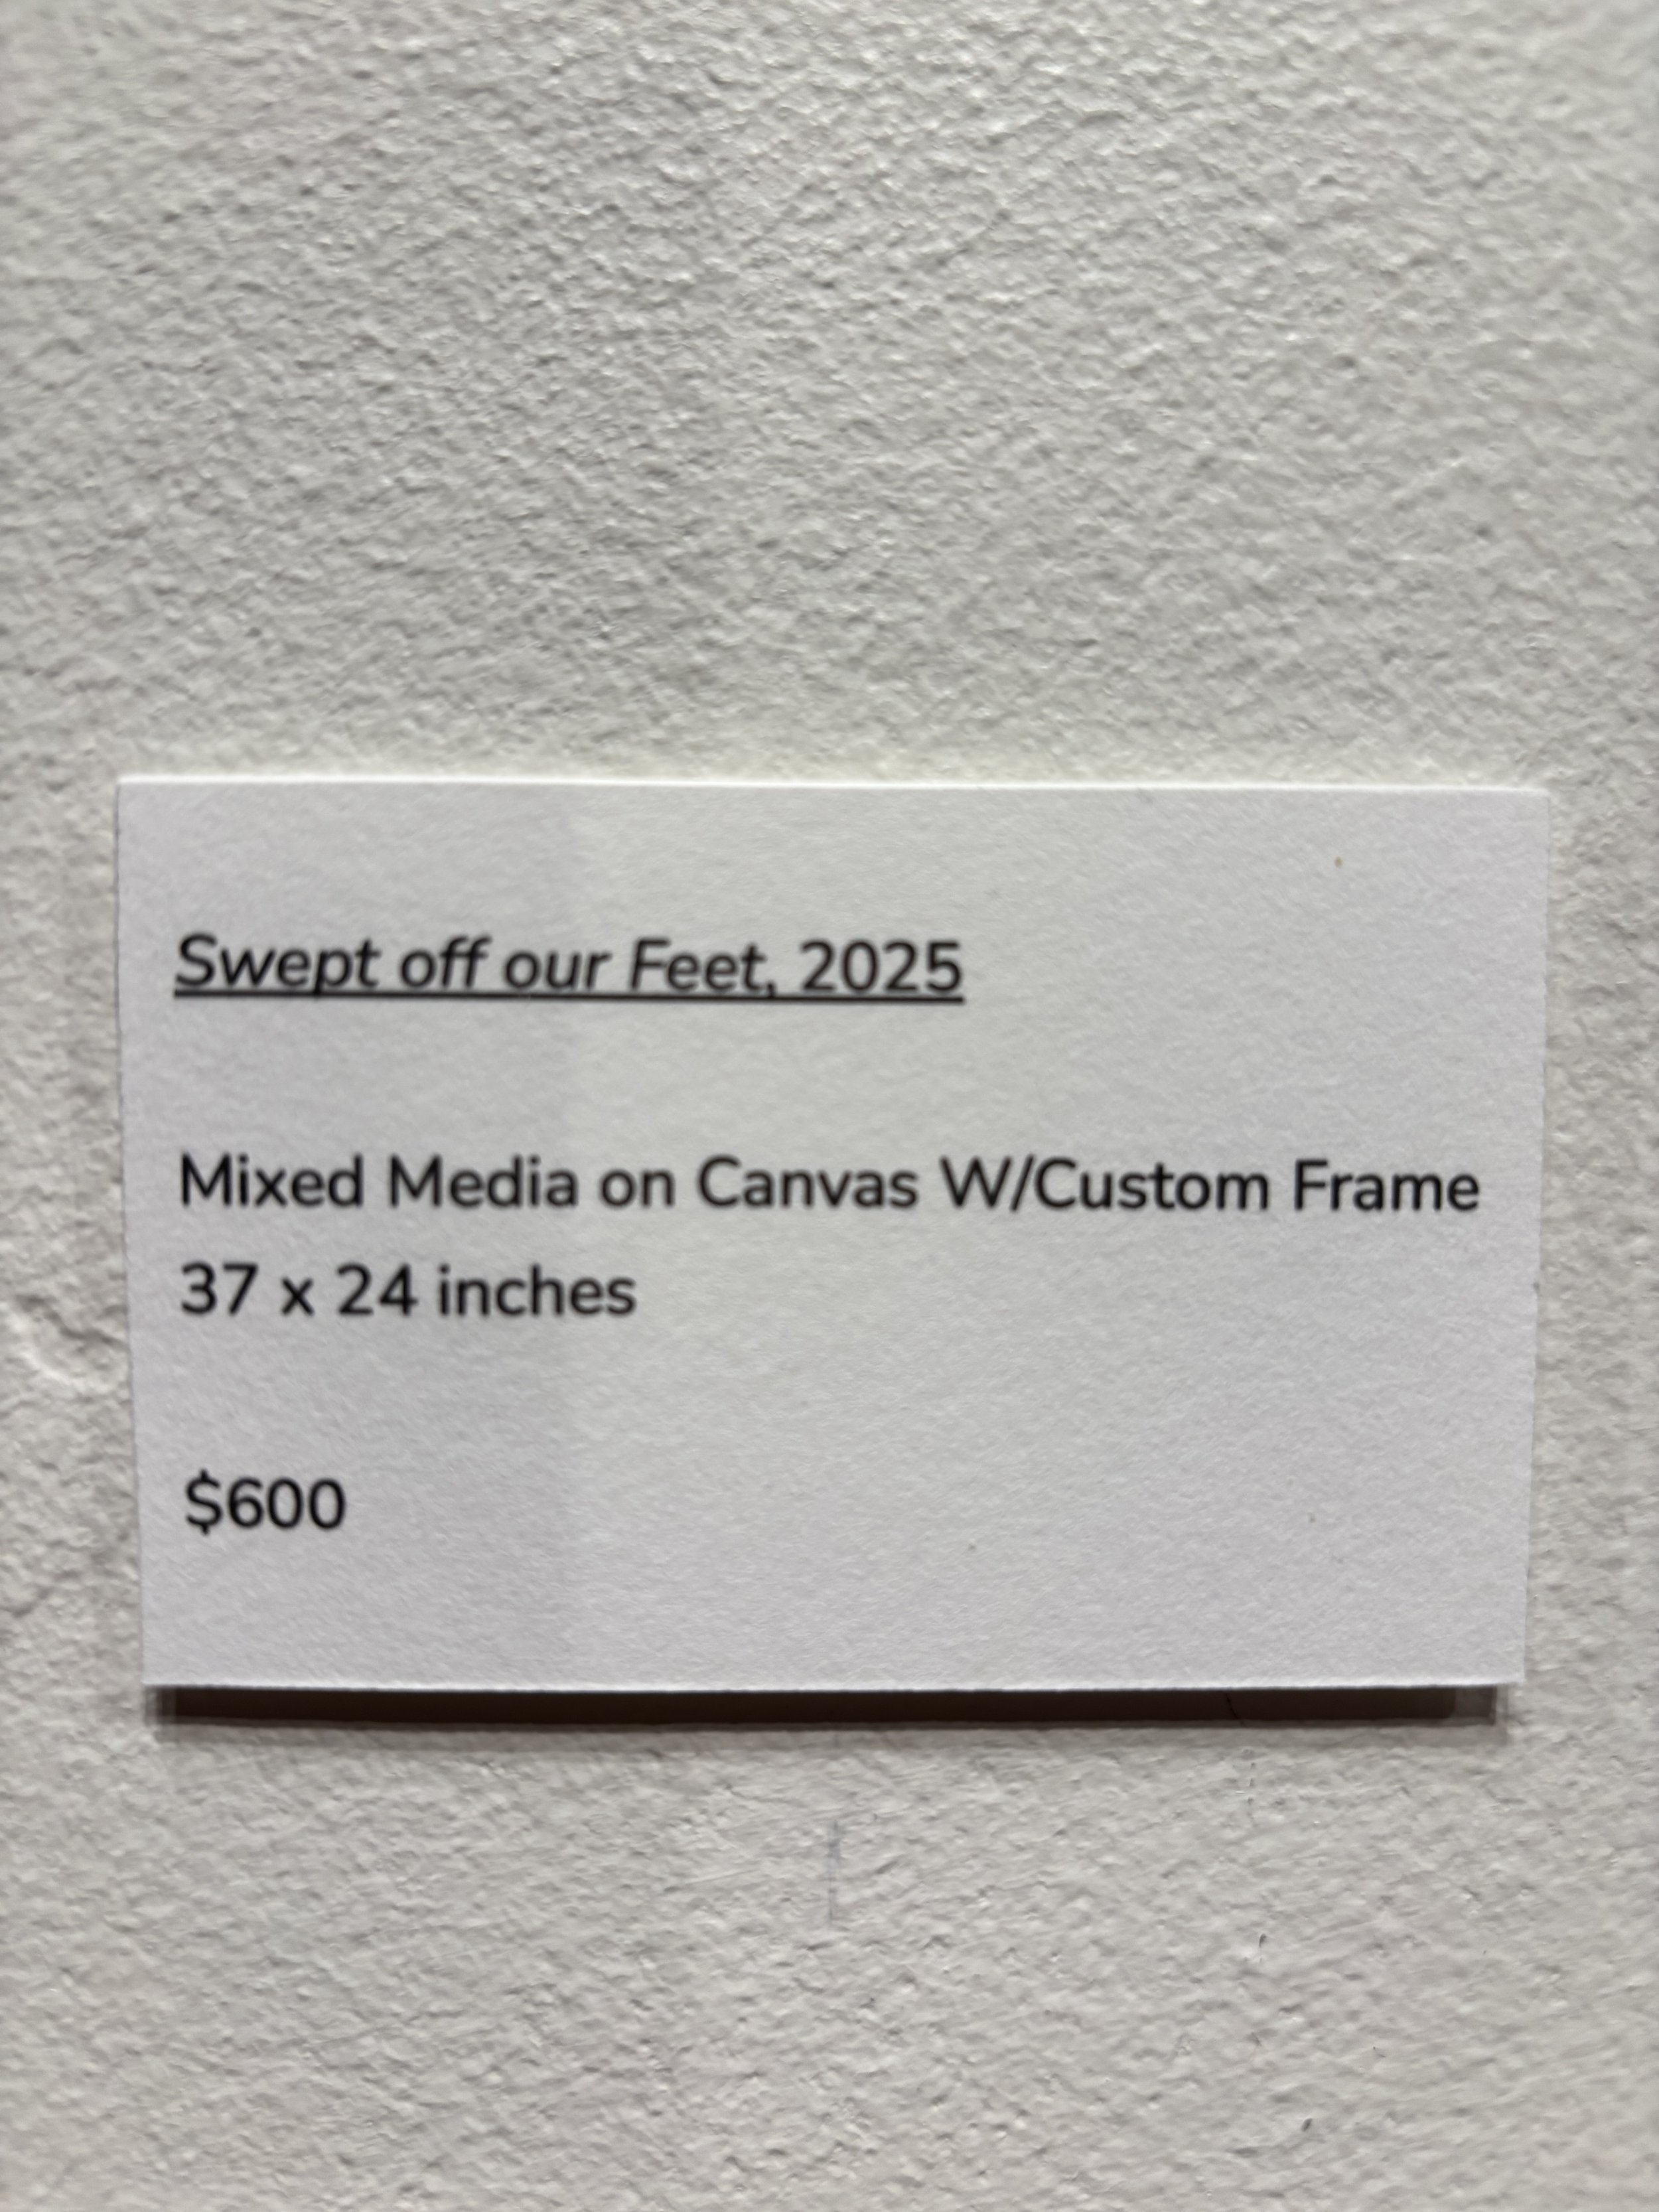 Swept off our Feet, 2025
Mixed Media on Canvas W/Custom Frame
37 x 24 inches
$600